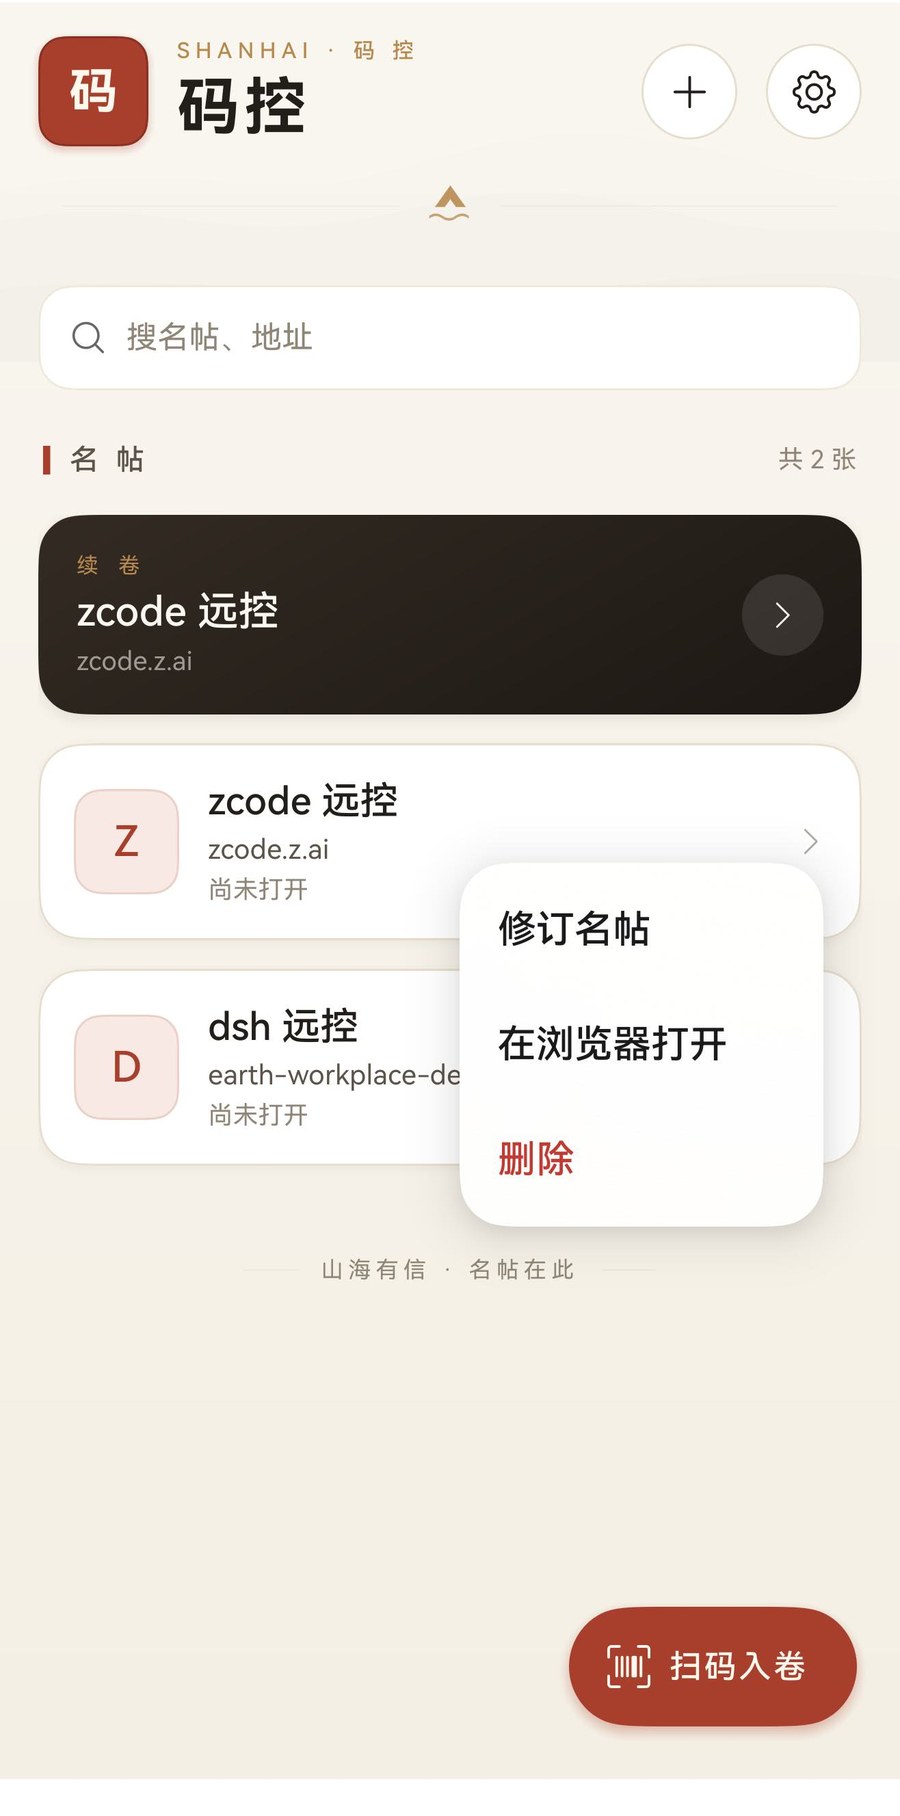 码
SHANHAI · 码 控
码控
搜名帖、地址
名 帖
共 2 张
续 卷
zcode 远控
zcode.z.ai
Z
zcode 远控
zcode.z.ai
尚未打开
D
dsh 远控
earth-workplace-de
尚未打开
修订名帖
在浏览器打开
删除
山海有信 · 名帖在此
扫码入卷